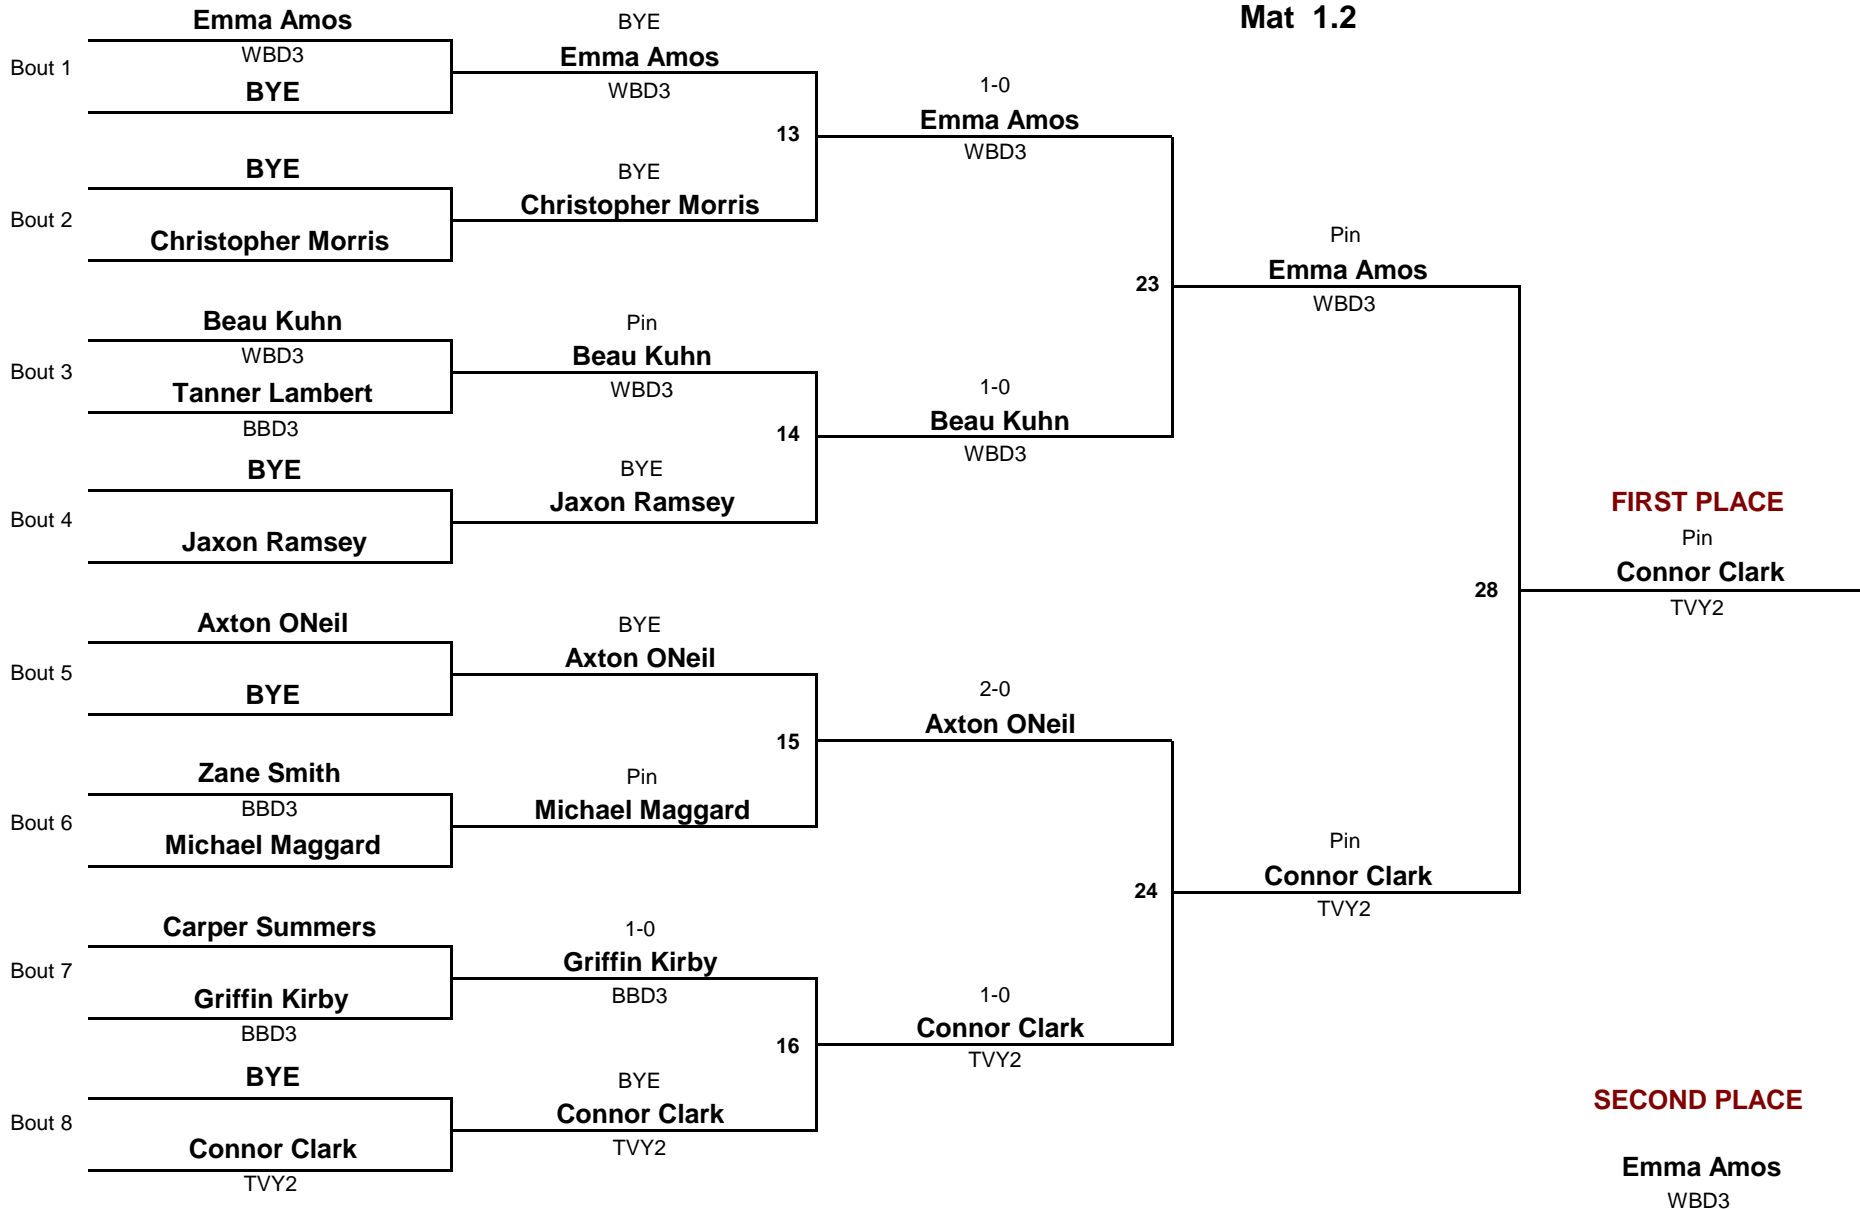 Mat 1.2
Emma Amos
WBD3
Bout 1
BYE
BYE
Emma Amos
WBD3
BYE
Bout 2
Christopher Morris
BYE
Christopher Morris
13
1-0
Emma Amos
WBD3
Beau Kuhn
WBD3
Bout 3
Tanner Lambert
BBD3
Pin
Beau Kuhn
WBD3
BYE
Bout 4
Jaxon Ramsey
BYE
Jaxon Ramsey
14
1-0
Beau Kuhn
WBD3
23
Pin
Emma Amos
WBD3
Axton ONeil
Bout 5
BYE
BYE
Axton ONeil
Zane Smith
BBD3
Bout 6
Michael Maggard
Pin
Michael Maggard
15
2-0
Axton ONeil
Carper Summers
Bout 7
Griffin Kirby
BBD3
1-0
Griffin Kirby
BBD3
BYE
Bout 8
Connor Clark
TVY2
BYE
Connor Clark
TVY2
16
1-0
Connor Clark
TVY2
24
Pin
Connor Clark
TVY2
28
FIRST PLACE
Pin
Connor Clark
TVY2
SECOND PLACE
Emma Amos
WBD3